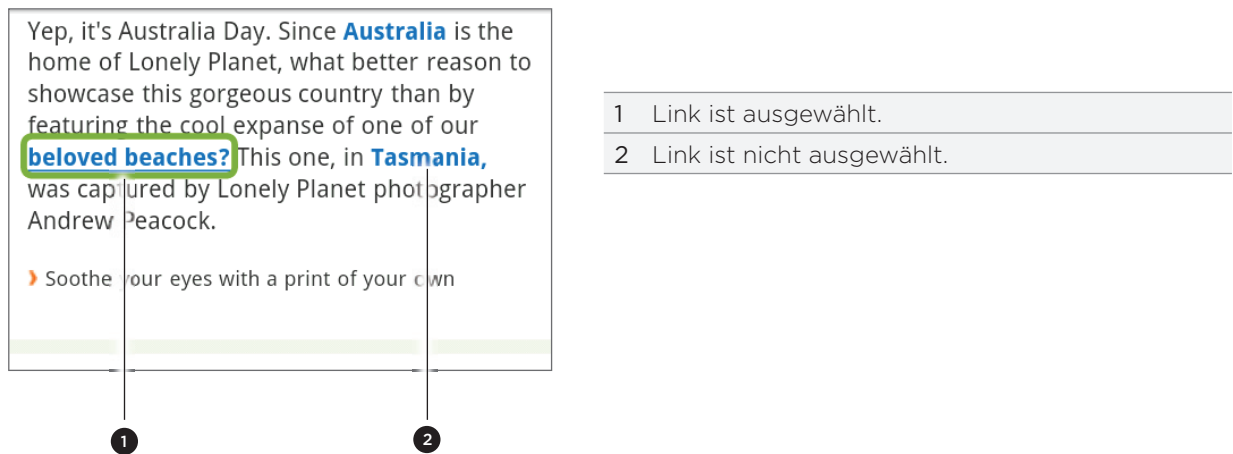 Yep, it's Australia Day. Since Australia is the
home of Lonely Planet, what better reason to
showcase this gorgeous country than by
featuring the cool expanse of one of our
beloved beaches? This one, in Tasmania,
was captured by Lonely Planet photographer
Andrew Peacock.
› Soothe your eyes with a print of your own
1
2
1 Link ist ausgewählt.
2 Link ist nicht ausgewählt.